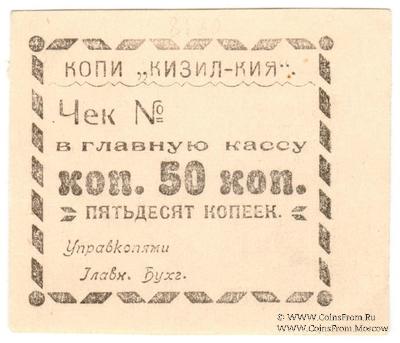 КОПИ „КИЗИЛ-КИЯ“.
Чек №
в главную кассу
коп. 50 коп.
ПЯТЬДЕСЯТ КОПЕЕК.
Управкопями
Главн. Бухг.
www.CoinsFrom.Ru
www.CoinsFrom.Moscow